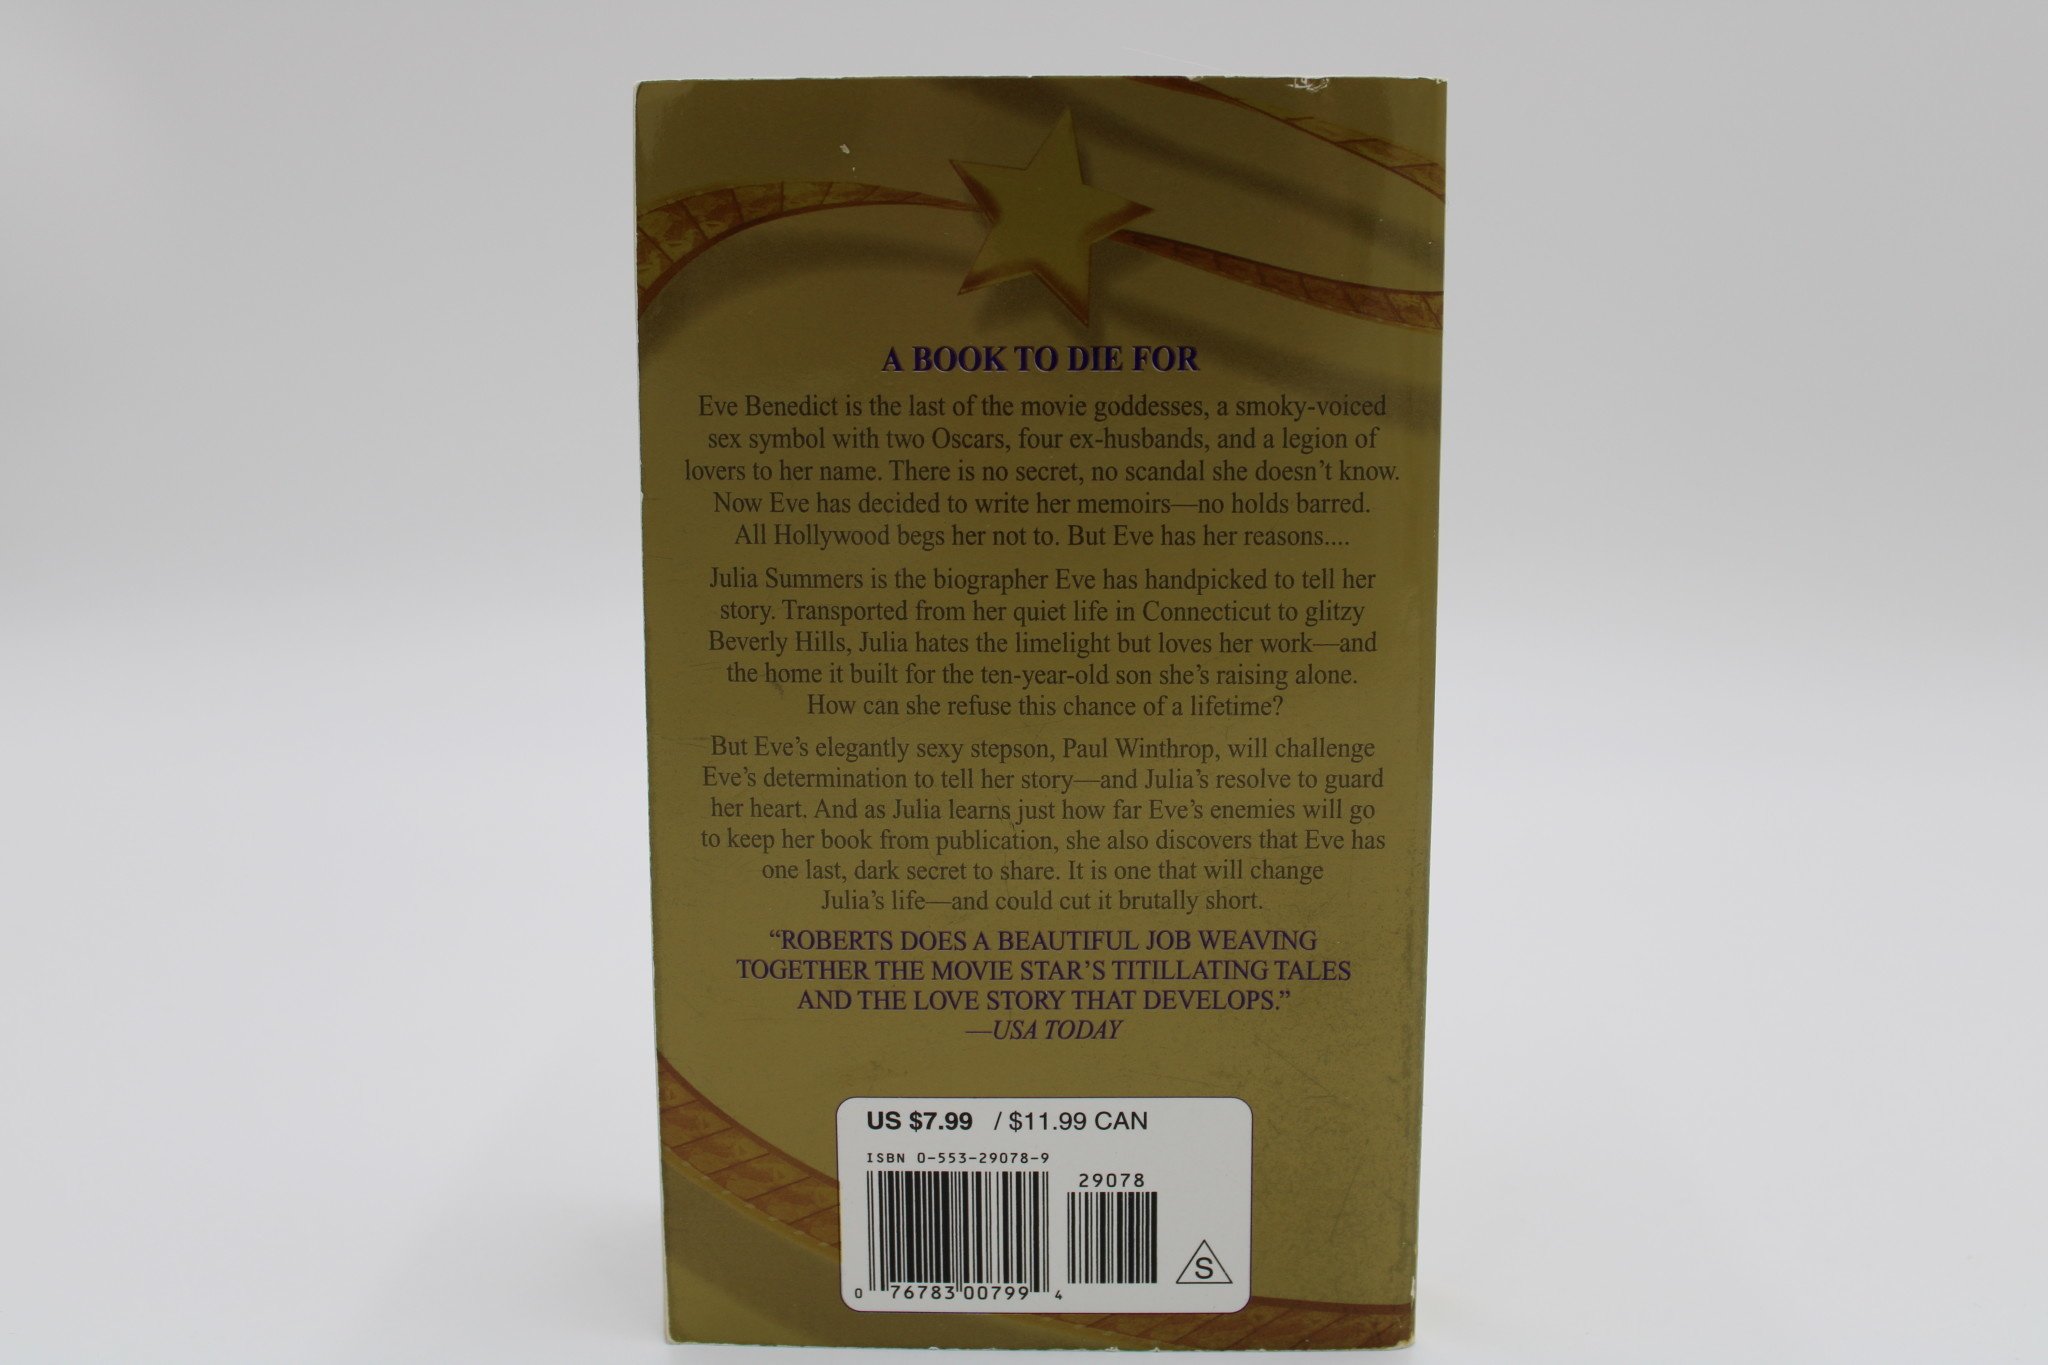 A BOOK TO DIE FOR
Eve Benedict is the last of the movie goddesses, a smoky-voiced
sex symbol with two Oscars, four ex-husbands, and a legion of
lovers to her name. There is no secret, no scandal she doesn't know.
Now Eve has decided to write her memoirs—no holds barred.
All Hollywood begs her not to. But Eve has her reasons....
Julia Summers is the biographer Eve has handpicked to tell her
story. Transported from her quiet life in Connecticut to glitzy
Beverly Hills, Julia hates the limelight but loves her work—and
the home it built for the ten-year-old son she's raising alone.
How can she refuse this chance of a lifetime?
But Eve's elegantly sexy stepson, Paul Winthrop, will challenge
Eve's determination to tell her story—and Julia's resolve to guard
her heart. And as Julia learns just how far Eve's enemies will go
to keep her book from publication, she also discovers that Eve has
one last, dark secret to share. It is one that will change
Julia's life—and could cut it brutally short.
“ROBERTS DOES A BEAUTIFUL JOB WEAVING
TOGETHER THE MOVIE STAR'S TITILLATING TALES
AND THE LOVE STORY THAT DEVELOPS.”
—USA TODAY
US $7.99 / $11.99 CAN
ISBN 0-553-29078-9
29078
S
0 76783 00799 4